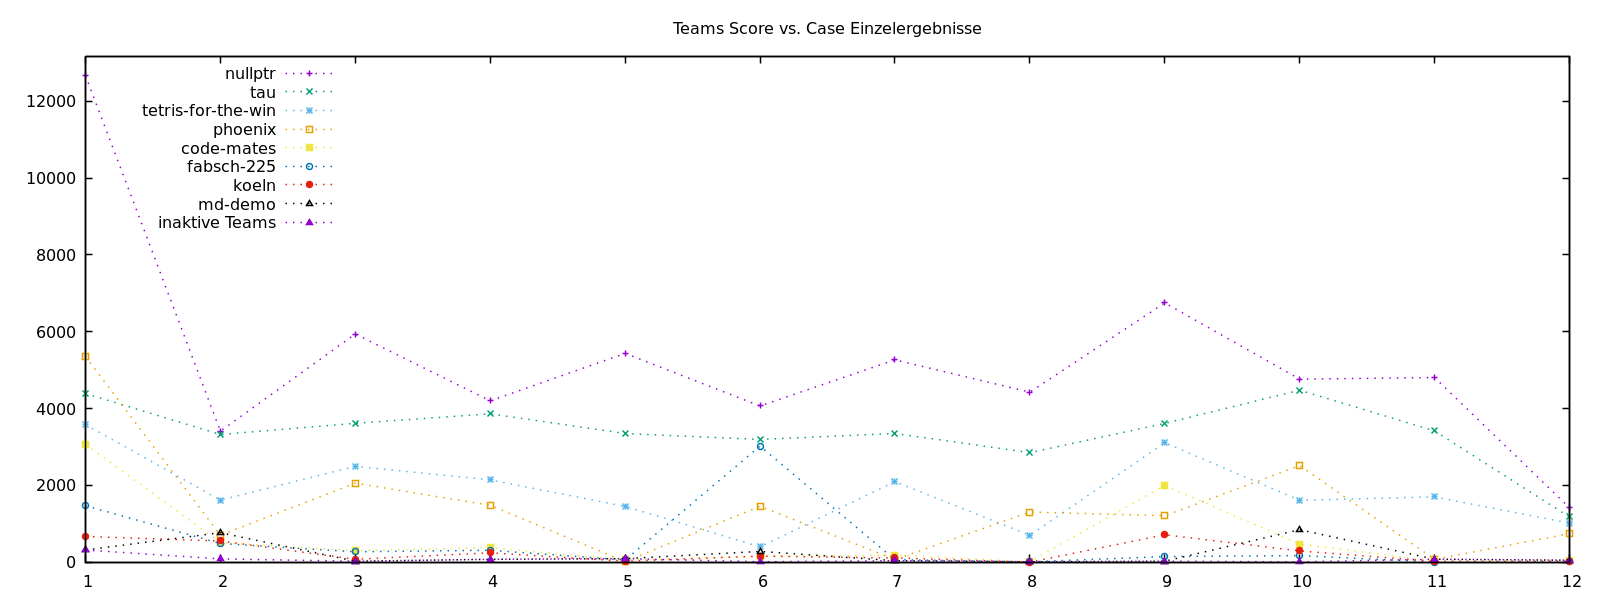 Teams Score vs. Case Einzelergebnisse
nullptr
tau
tetris-for-the-win
phoenix
code-mates
fabsch-225
koeln
md-demo
inaktive Teams
12000
10000
8000
6000
4000
2000
0
1 2 3 4 5 6 7 8 9 10 11 12